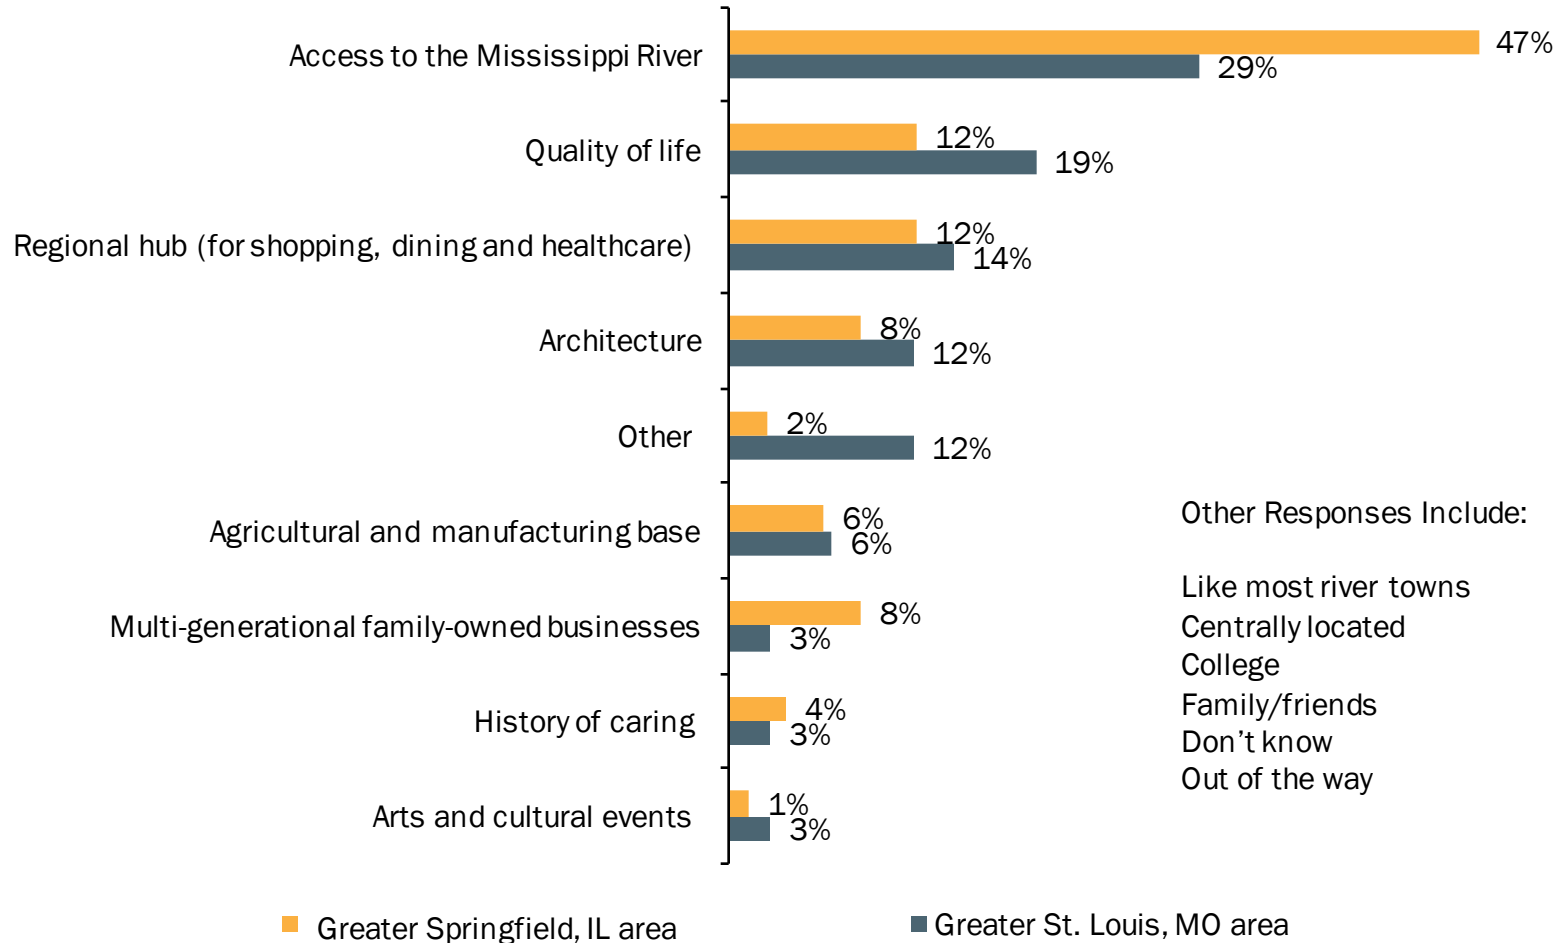 Access to the Mississippi River
47%
29%
Quality of life
12%
19%
Regional hub (for shopping, dining and healthcare)
12%
14%
Architecture
8%
12%
Other
2%
12%
Agricultural and manufacturing base
6%
6%
Multi-generational family-owned businesses
8%
3%
History of caring
4%
3%
Arts and cultural events
1%
3%
Other Responses Include:
Like most river towns
Centrally located
College
Family/friends
Don't know
Out of the way
Greater Springfield, IL area
Greater St. Louis, MO area